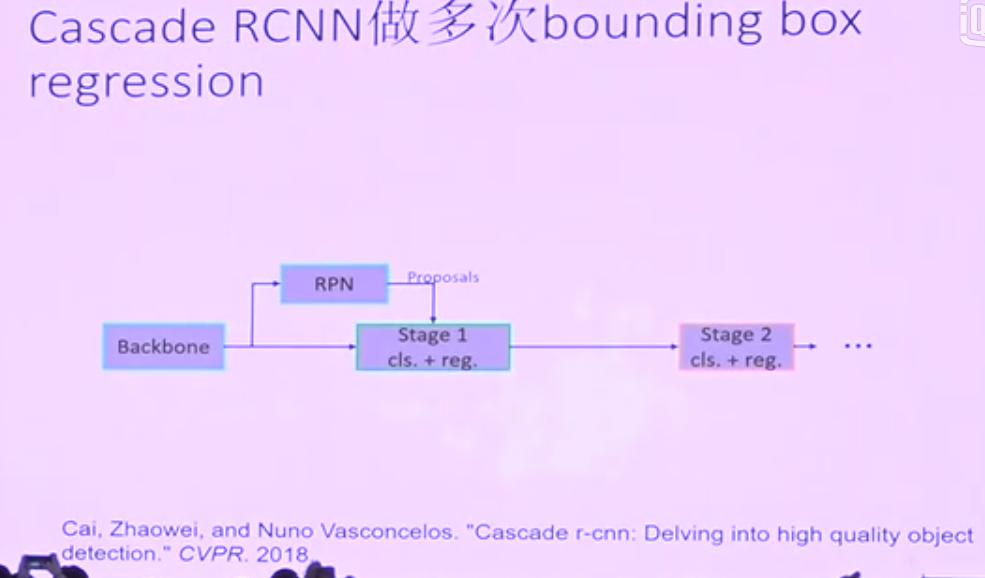 Cascade RCNN做多次bounding box
regression
RPN
Proposals
Backbone
Stage 1
cls. + reg.
Stage 2
cls. + reg.
...
Cai, Zhaowei, and Nuno Vasconcelos. "Cascade r-cnn: Delving into high quality object
detection." CVPR. 2018.